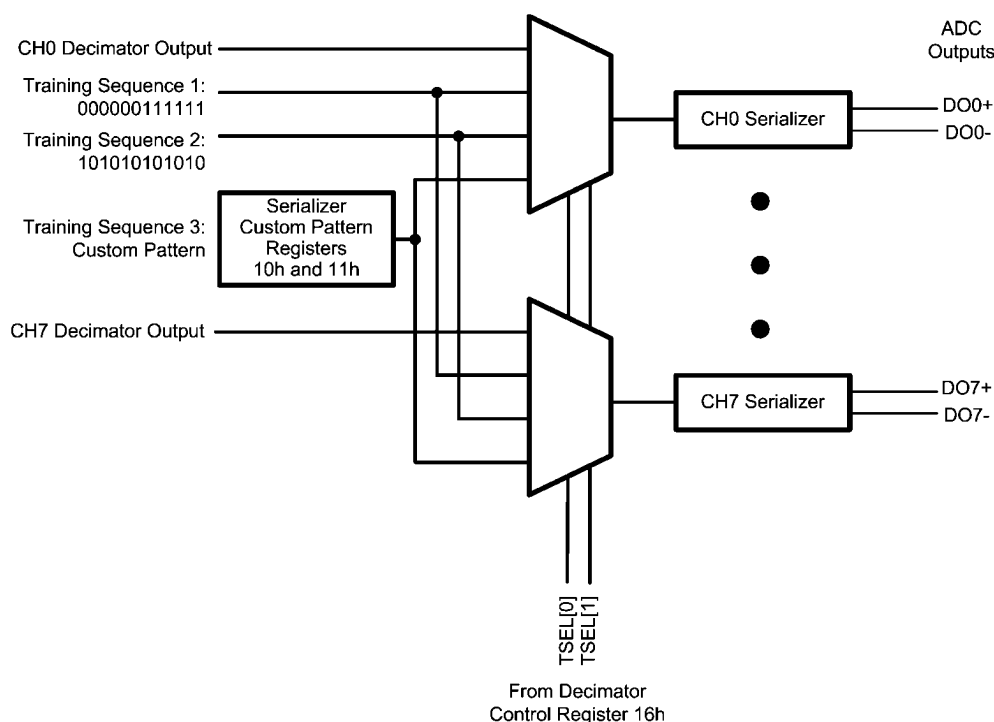 ADC
Outputs
CH0 Decimator Output
Training Sequence 1:
000000111111
Training Sequence 2:
101010101010
Training Sequence 3:
Custom Pattern
Serializer
Custom Pattern
Registers
10h and 11h
CH0 Serializer
DO0+
DO0-
CH7 Decimator Output
CH7 Serializer
DO7+
DO7-
TSEL[0]
TSEL[1]
From Decimator
Control Register 16h